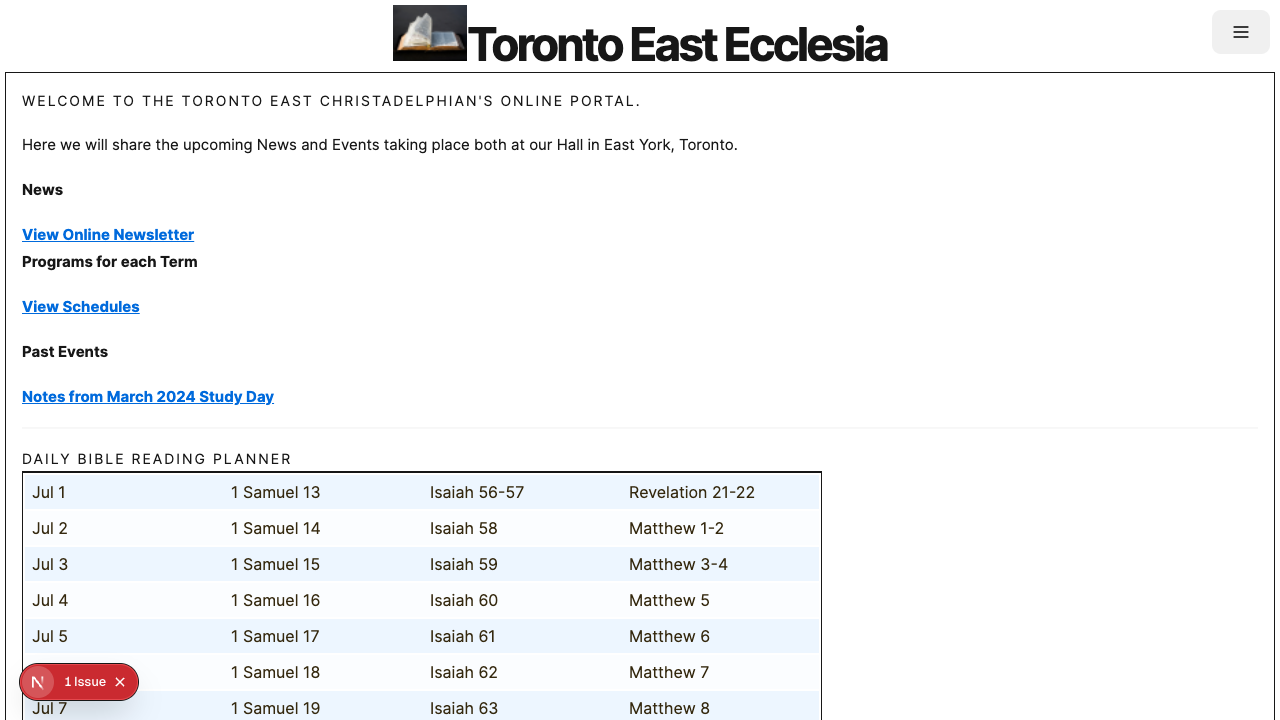 Toronto East Ecclesia
WELCOME TO THE TORONTO EAST CHRISTADELPHIAN'S ONLINE PORTAL.
Here we will share the upcoming News and Events taking place both at our Hall in East York, Toronto.
News
View Online Newsletter
Programs for each Term
View Schedules
Past Events
Notes from March 2024 Study Day
DAILY BIBLE READING PLANNER
Jul 1 1 Samuel 13 Isaiah 56-57 Revelation 21-22
Jul 2 1 Samuel 14 Isaiah 58 Matthew 1-2
Jul 3 1 Samuel 15 Isaiah 59 Matthew 3-4
Jul 4 1 Samuel 16 Isaiah 60 Matthew 5
Jul 5 1 Samuel 17 Isaiah 61 Matthew 6
1 Samuel 18 Isaiah 62 Matthew 7
N 1 Issue
Jul 7 1 Samuel 19 Isaiah 63 Matthew 8